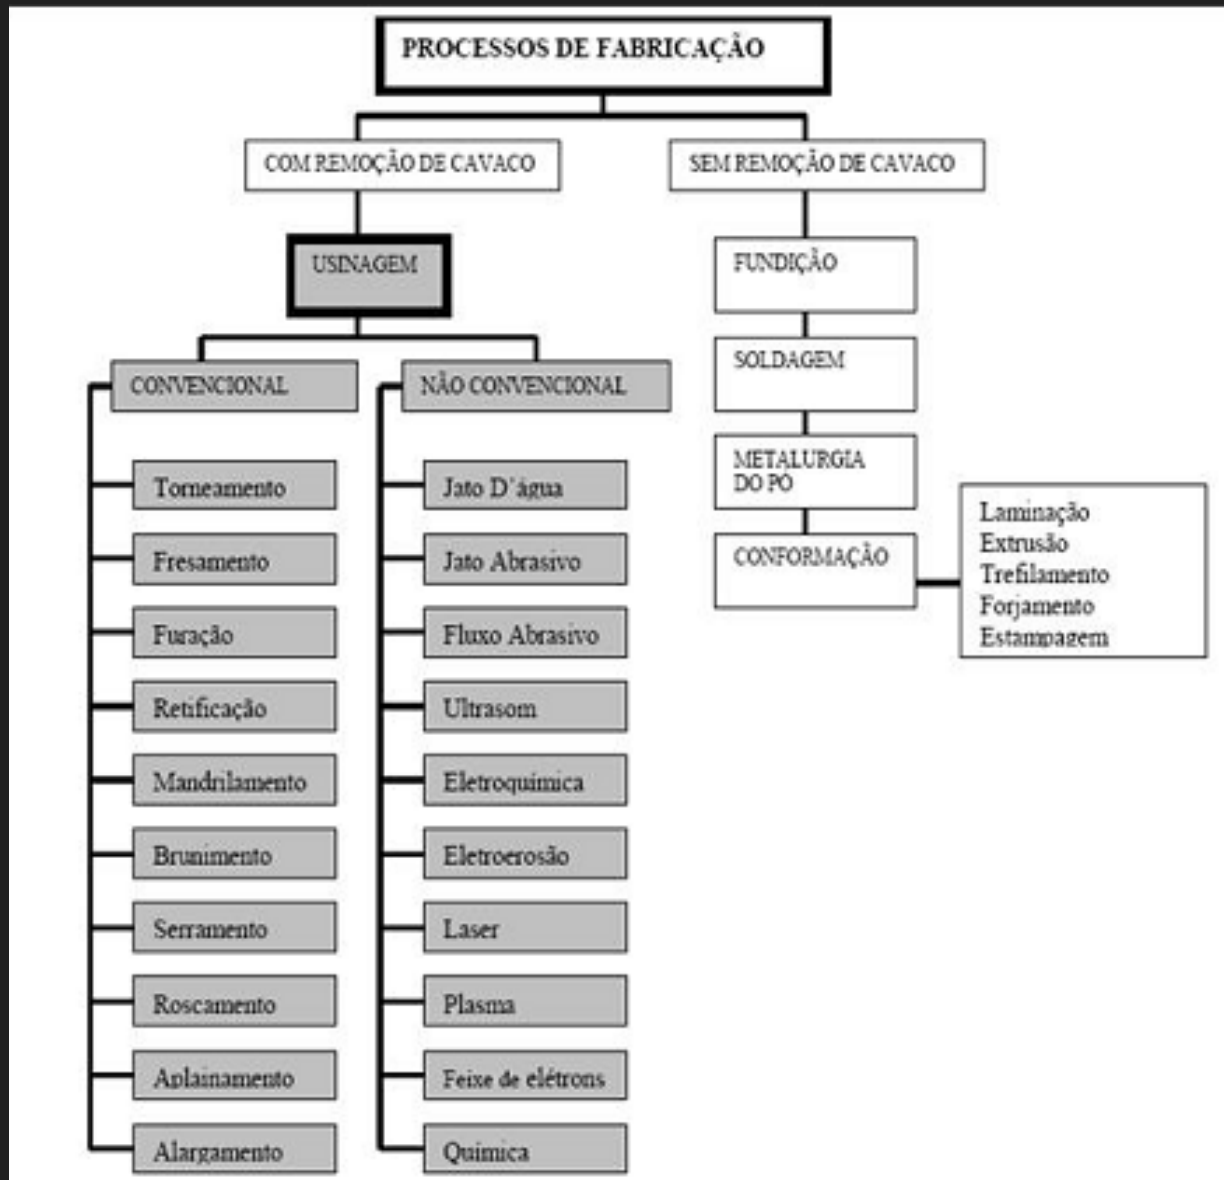 PROCESSOS DE FABRICAÇÃO
COM REMOÇÃO DE CAVACO
SEM REMOÇÃO DE CAVACO
USINAGEM
CONVENCIONAL
NÃO CONVENCIONAL
Torneamento
Fresamento
Furação
Retificação
Mandrilamento
Brunimento
Serramento
Roscamento
Aplainamento
Alargamento
Jato D´água
Jato Abrasivo
Fluxo Abrasivo
Ultrasom
Eletroquímica
Eletroerosão
Laser
Plasma
Feixe de elétrons
Química
FUNDIÇÃO
SOLDAGEM
METALURGIA
DO PÓ
CONFORMAÇÃO
Laminação
Extrusão
Trefilamento
Forjamento
Estampagem